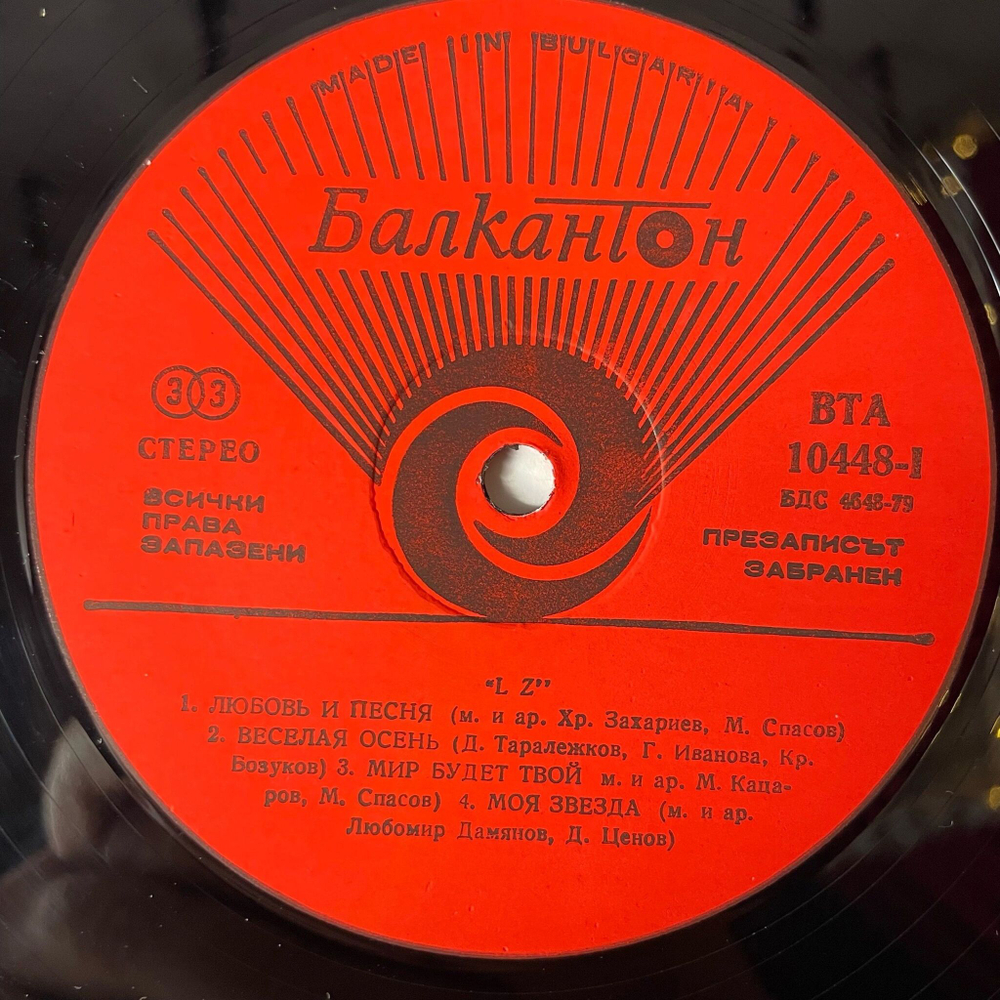 MADE IN BULGARIA
Балкантон
33
СТЕРЕО
ВСИЧКИ
ПРАВА
ЗАПАЗЕНИ
ВТА
10448-I
БДС 4648-79
ПРЕЗАПИСЪТ
ЗАБРАНЕН
“L Z”
1. ЛЮБОВЬ И ПЕСНЯ (м. и ар. Хр. Захариев, М. Спасов)
2. ВЕСЕЛАЯ ОСЕНЬ (Д. Таралежков, Г. Иванова, Кр.
Бозуков) 3. МИР БУДЕТ ТВОЙ м. и ар. М. Каца-
ров, М. Спасов) 4. МОЯ ЗВЕЗДА (м. и ар.
Любомир Дамянов, Д. Ценов)